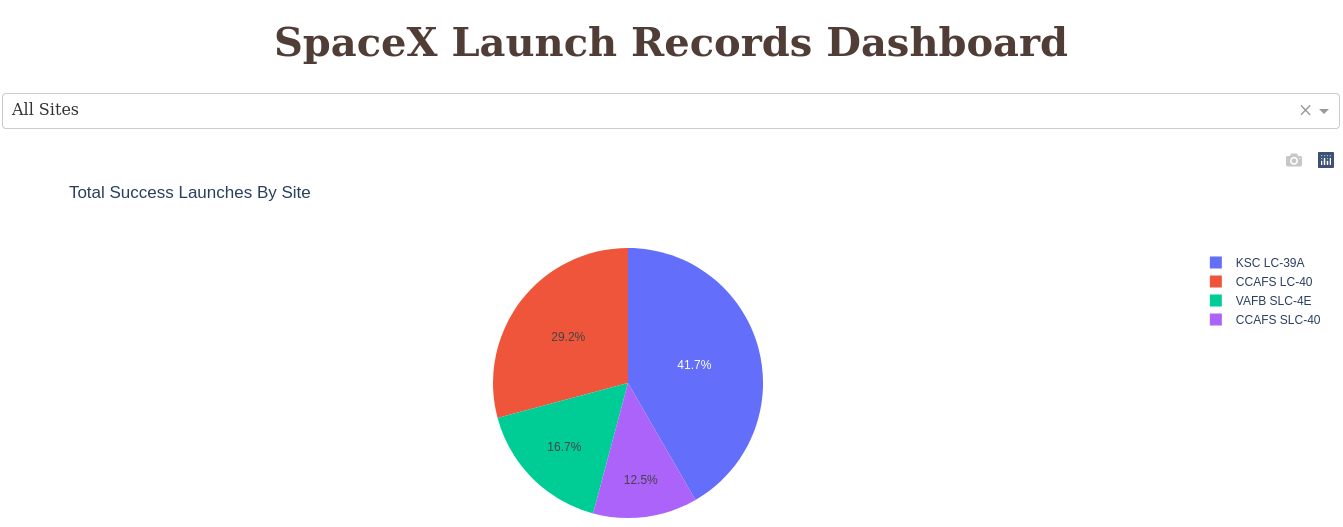 SpaceX Launch Records Dashboard
All Sites
Total Success Launches By Site
KSC LC-39A
CCAFS LC-40
VAFB SLC-4E
CCAFS SLC-40
29.2%
41.7%
16.7%
12.5%